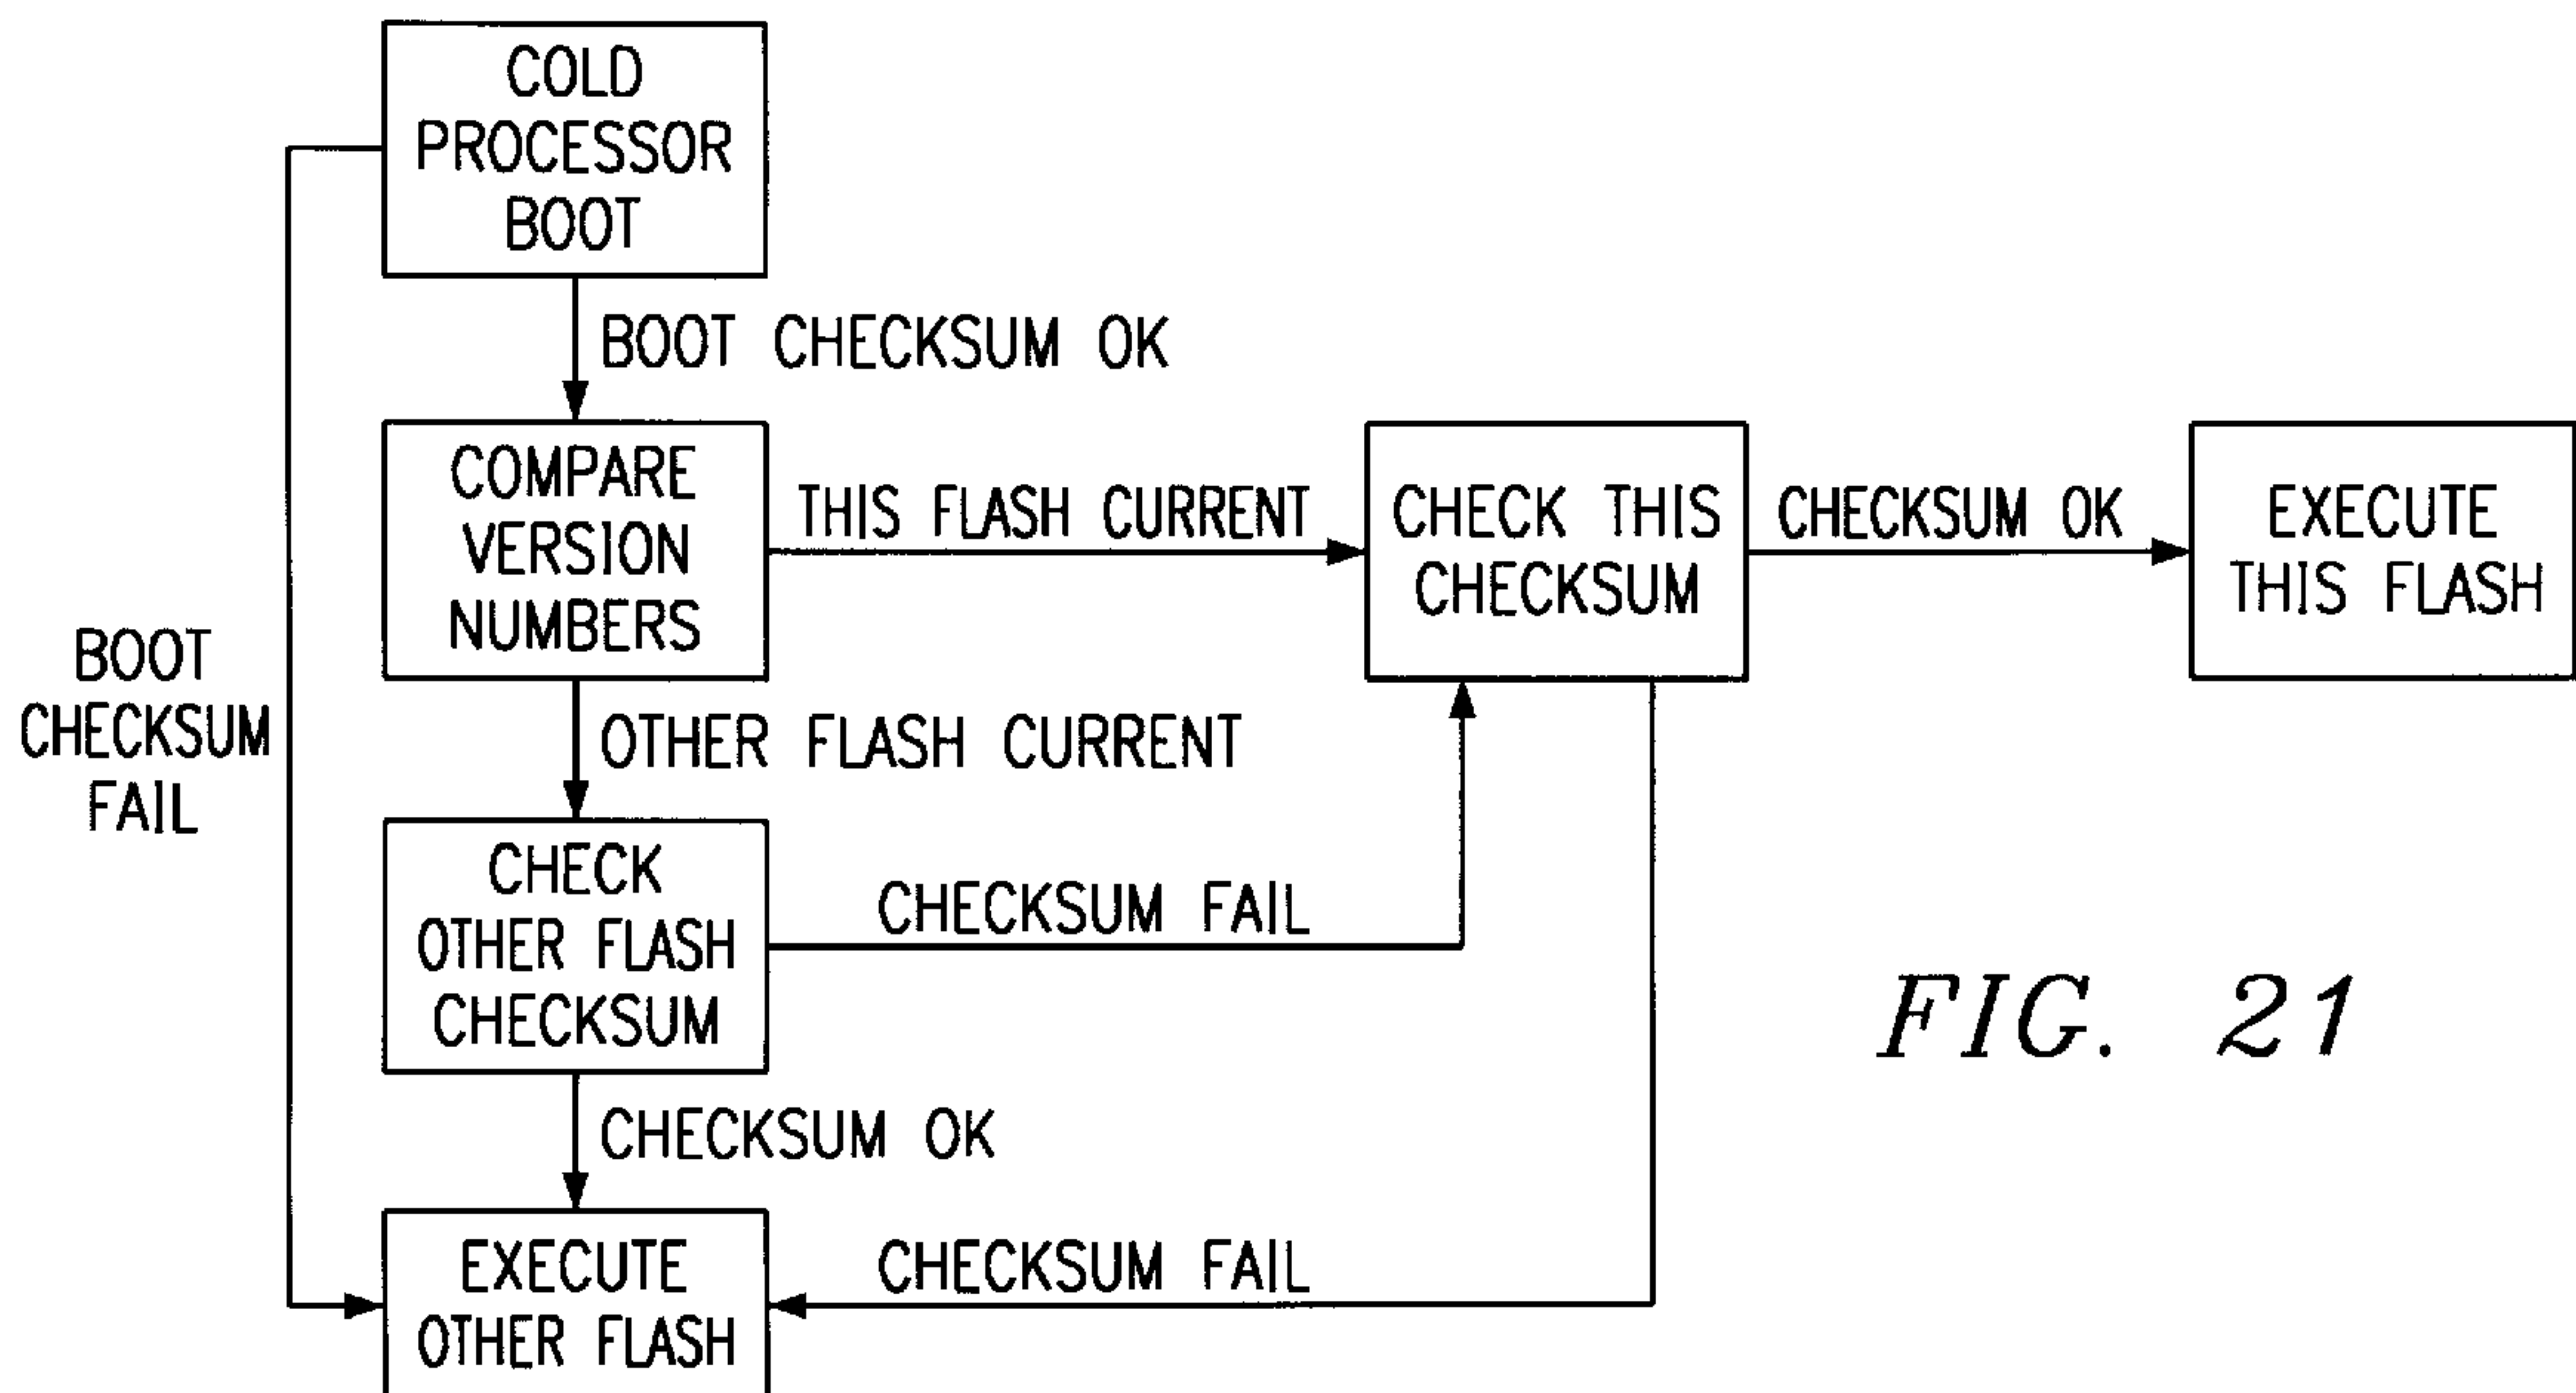 COLD
PROCESSOR
BOOT
BOOT CHECKSUM OK
COMPARE
VERSION
NUMBERS
THIS FLASH CURRENT
CHECK THIS
CHECKSUM
CHECKSUM OK
EXECUTE
THIS FLASH
BOOT
CHECKSUM
FAIL
OTHER FLASH CURRENT
CHECK
OTHER FLASH
CHECKSUM
CHECKSUM FAIL
FIG. 21
CHECKSUM OK
EXECUTE
OTHER FLASH
CHECKSUM FAIL